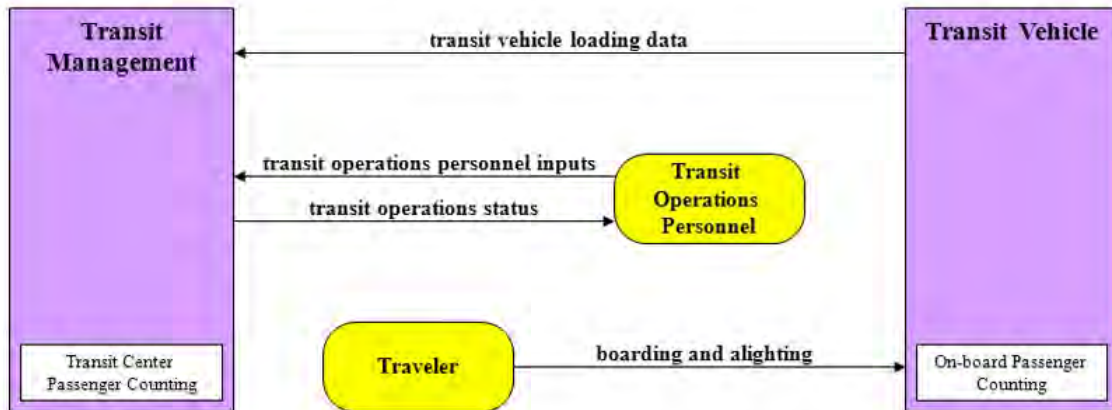 Transit
Management
transit vehicle loading data
Transit Vehicle
transit operations personnel inputs
transit operations status
Transit
Operations
Personnel
Traveler
boarding and alighting
Transit Center
Passenger Counting
On-board Passenger
Counting